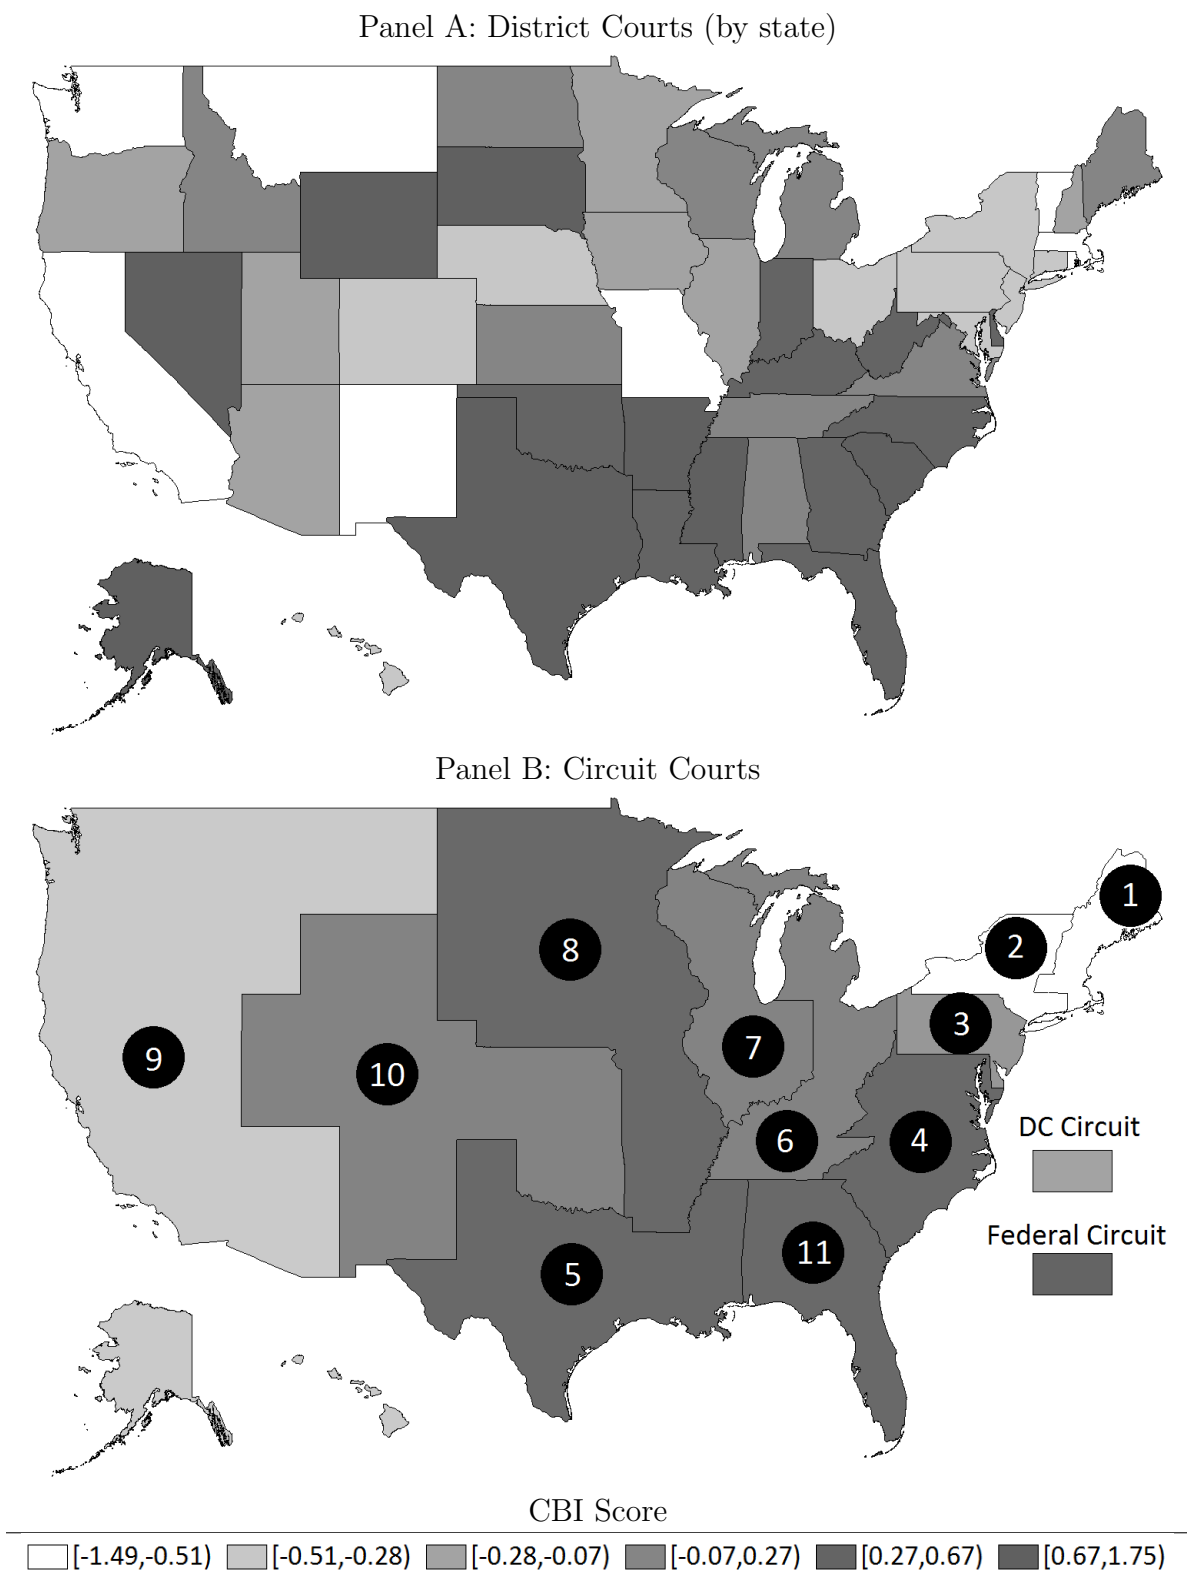 Panel A: District Courts (by state)
Panel B: Circuit Courts
1
2
8
3
7
9
10
6
4
DC Circuit
Federal Circuit
11
5
CBI Score
[-1.49,-0.51) [-0.51,-0.28) [-0.28,-0.07) [-0.07,0.27) [0.27,0.67) [0.67,1.75)